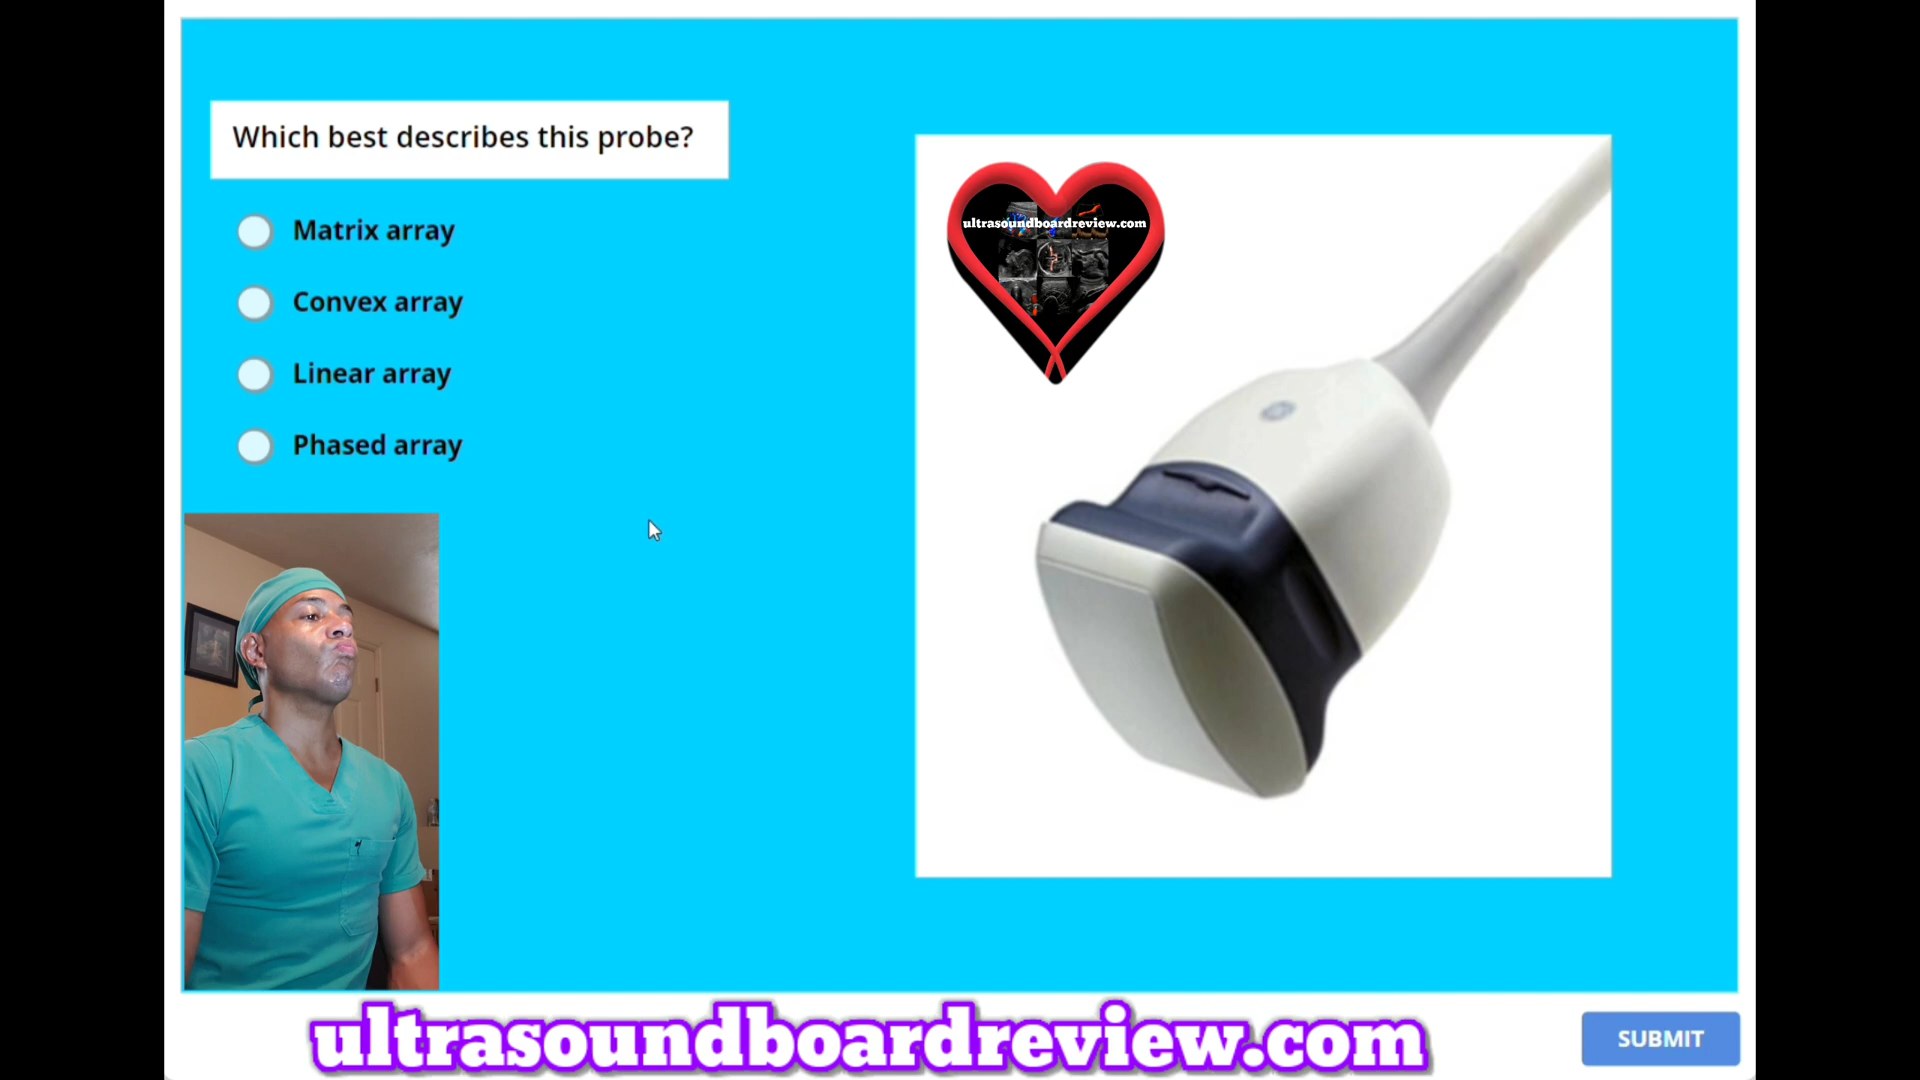 Which best describes this probe?
Matrix array
Convex array
Linear array
Phased array
ultrasoundboardreview.com
ultrasoundboardreview.com
SUBMIT